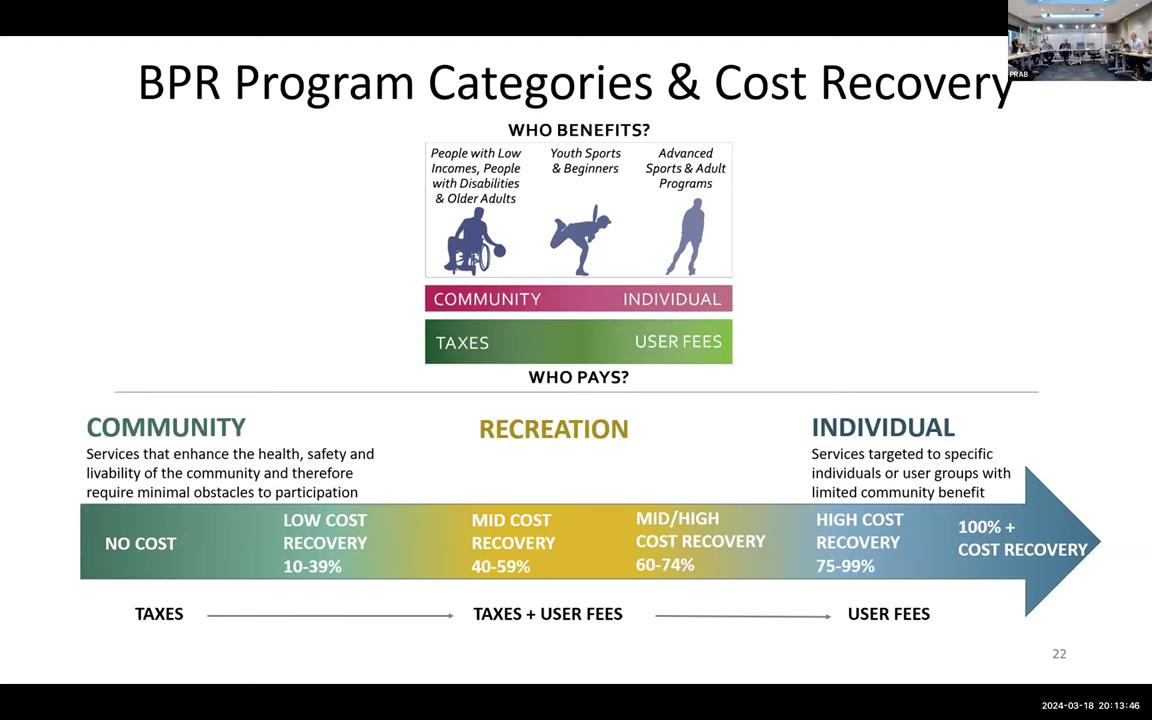 BPR Program Categories & Cost Recovery
PRAB
WHO BENEFITS?
People with Low
Incomes, People
with Disabilities
& Older Adults
Youth Sports
& Beginners
Advanced
Sports & Adult
Programs
COMMUNITY
INDIVIDUAL
TAXES
USER FEES
WHO PAYS?
COMMUNITY
Services that enhance the health, safety and
livability of the community and therefore
require minimal obstacles to participation
RECREATION
INDIVIDUAL
Services targeted to specific
individuals or user groups with
limited community benefit
NO COST
LOW COST
RECOVERY
10-39%
MID COST
RECOVERY
40-59%
MID/HIGH
COST RECOVERY
60-74%
HIGH COST
RECOVERY
75-99%
100% +
COST RECOVERY
TAXES
TAXES + USER FEES
USER FEES
22
2024-03-18 20:13:46